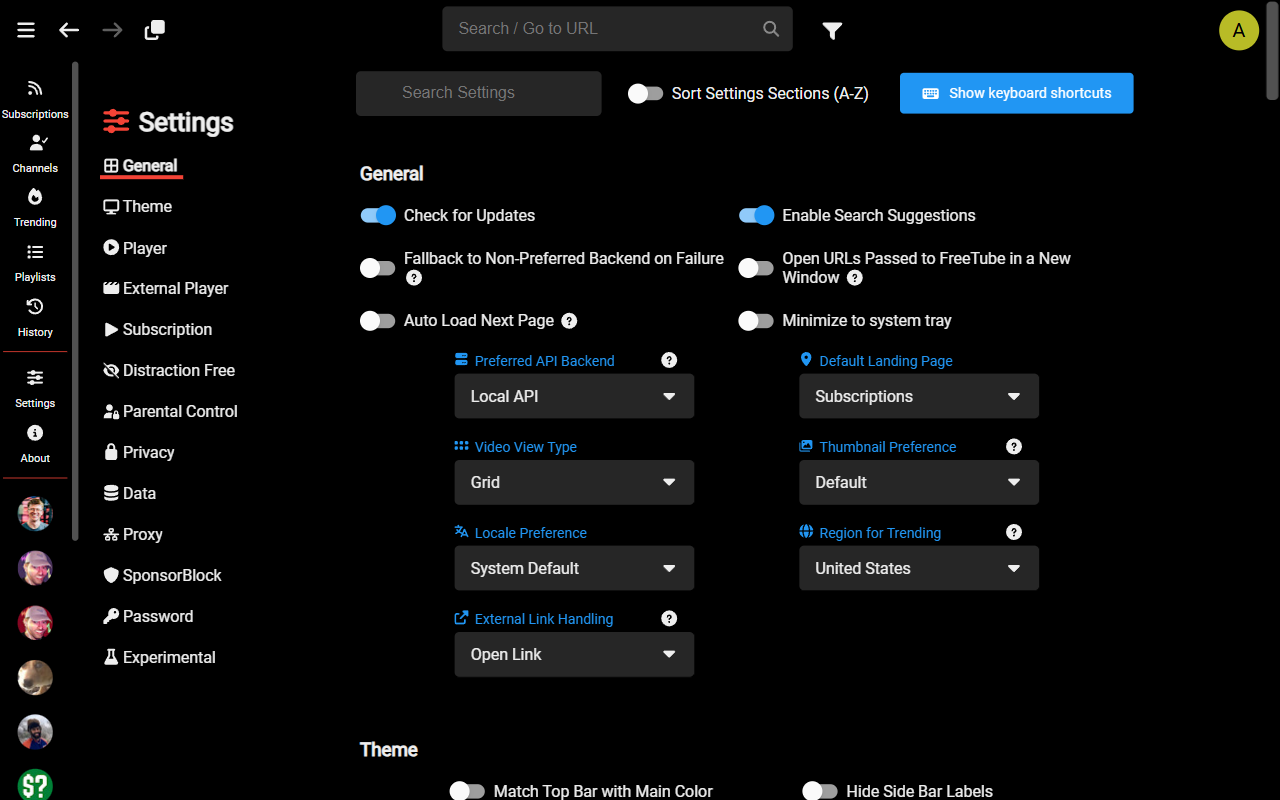 Search / Go to URL
A
Subscriptions
Channels
Trending
Playlists
History
Settings
About
$?
Settings
General
Theme
Player
External Player
Subscription
Distraction Free
Parental Control
Privacy
Data
Proxy
SponsorBlock
Password
Experimental
Search Settings
Sort Settings Sections (A-Z)
Show keyboard shortcuts
General
Check for Updates
Enable Search Suggestions
Fallback to Non-Preferred Backend on Failure
?
Open URLs Passed to FreeTube in a New
Window ?
Auto Load Next Page ?
Minimize to system tray
Preferred API Backend ?
Local API
Default Landing Page
Subscriptions
Video View Type
Grid
Thumbnail Preference ?
Default
Locale Preference
System Default
Region for Trending ?
United States
External Link Handling ?
Open Link
Theme
Match Top Bar with Main Color
Hide Side Bar Labels